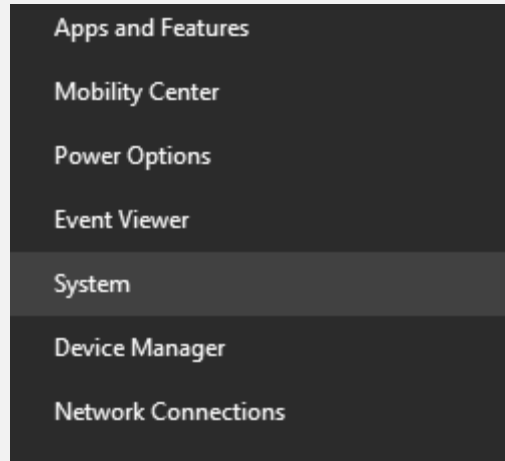 Apps and Features
Mobility Center
Power Options
Event Viewer
System
Device Manager
Network Connections